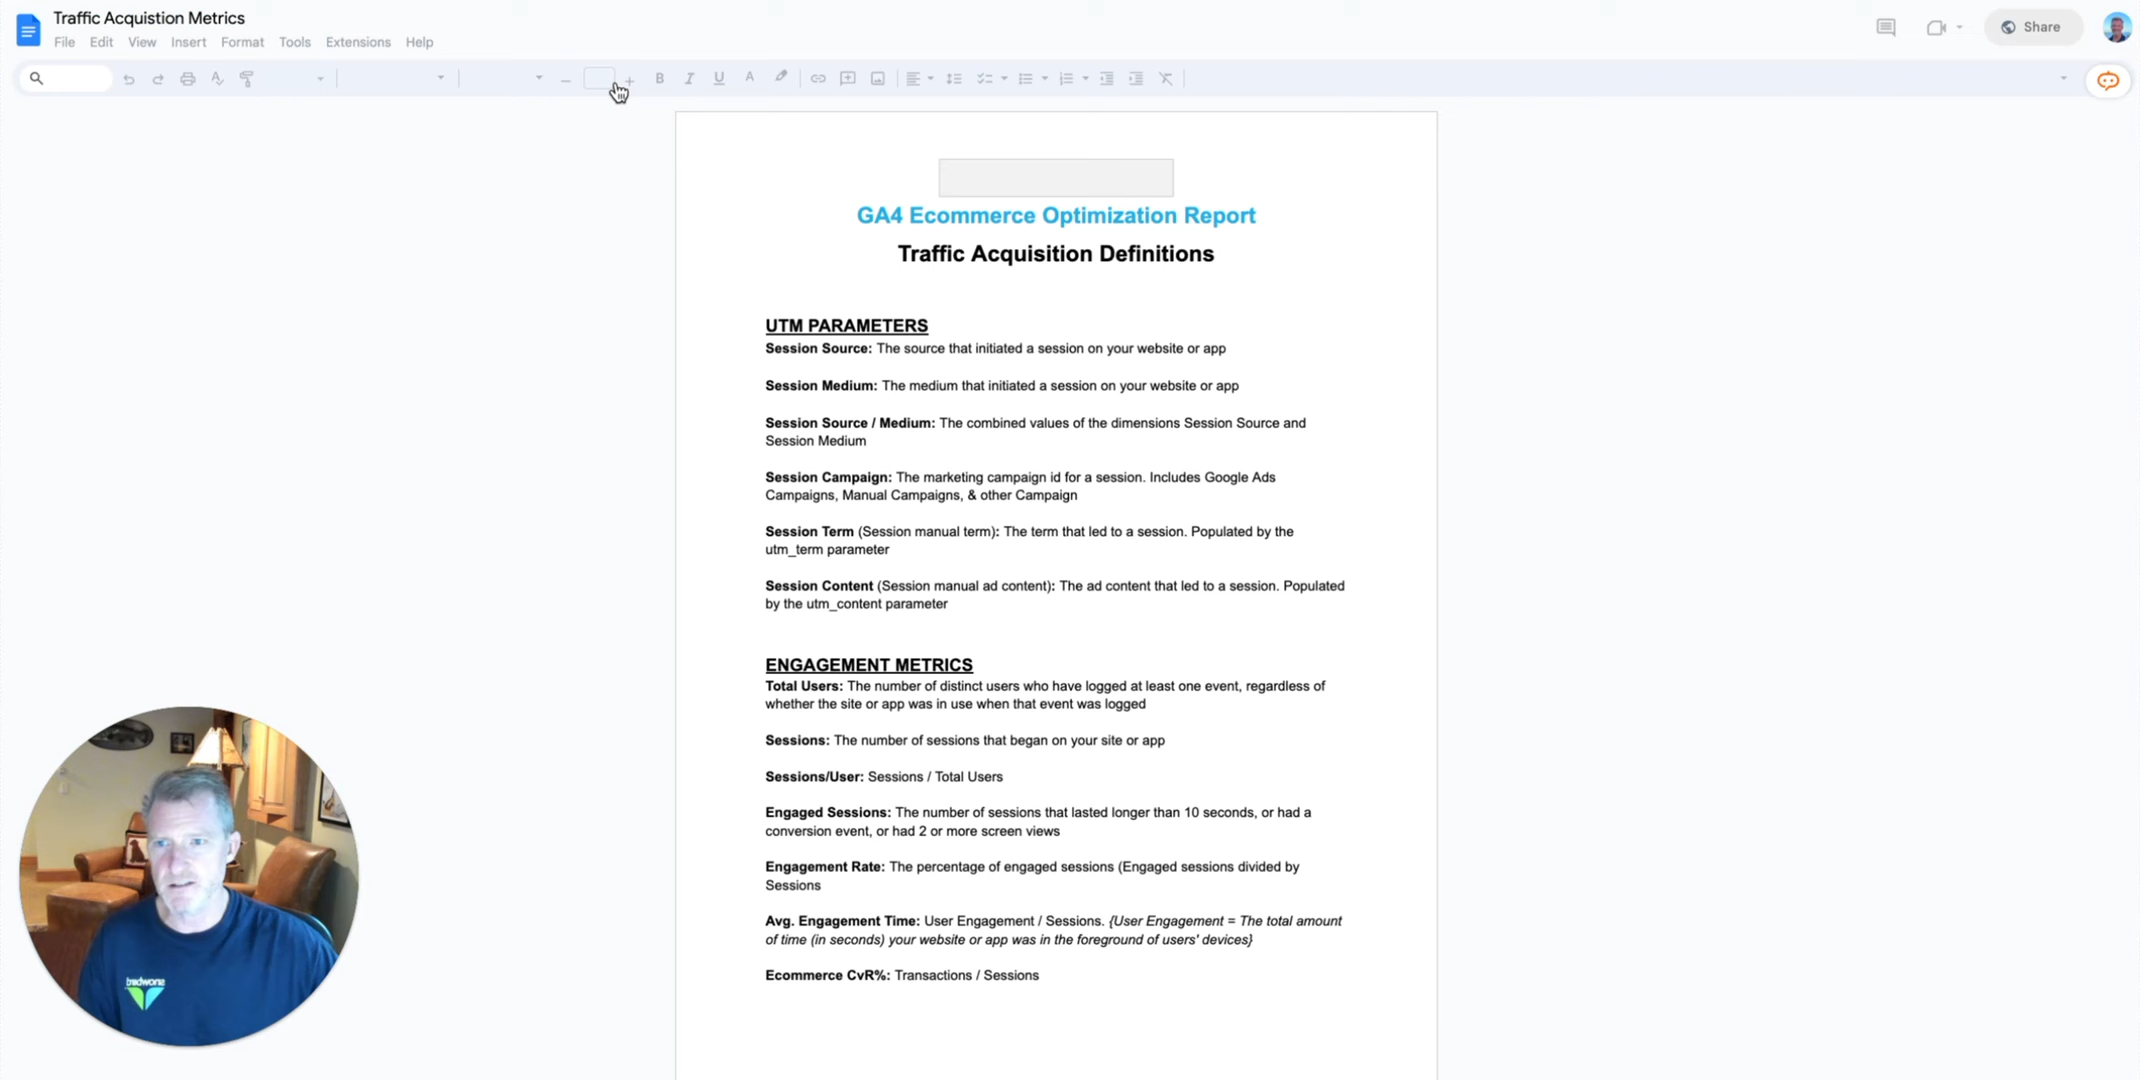 Traffic Acquistion Metrics
File Edit View Insert Format Tools Extensions Help
Share
GA4 Ecommerce Optimization Report
Traffic Acquisition Definitions
UTM PARAMETERS
Session Source: The source that initiated a session on your website or app
Session Medium: The medium that initiated a session on your website or app
Session Source / Medium: The combined values of the dimensions Session Source and
Session Medium
Session Campaign: The marketing campaign id for a session. Includes Google Ads
Campaigns, Manual Campaigns, & other Campaign
Session Term (Session manual term): The term that led to a session. Populated by the
utm_term parameter
Session Content (Session manual ad content): The ad content that led to a session. Populated
by the utm_content parameter
ENGAGEMENT METRICS
Total Users: The number of distinct users who have logged at least one event, regardless of
whether the site or app was in use when that event was logged
Sessions: The number of sessions that began on your site or app
Sessions/User: Sessions / Total Users
Engaged Sessions: The number of sessions that lasted longer than 10 seconds, or had a
conversion event, or had 2 or more screen views
Engagement Rate: The percentage of engaged sessions (Engaged sessions divided by
Sessions
Avg. Engagement Time: User Engagement / Sessions. {User Engagement = The total amount
of time (in seconds) your website or app was in the foreground of users' devices}
Ecommerce CvR%: Transactions / Sessions